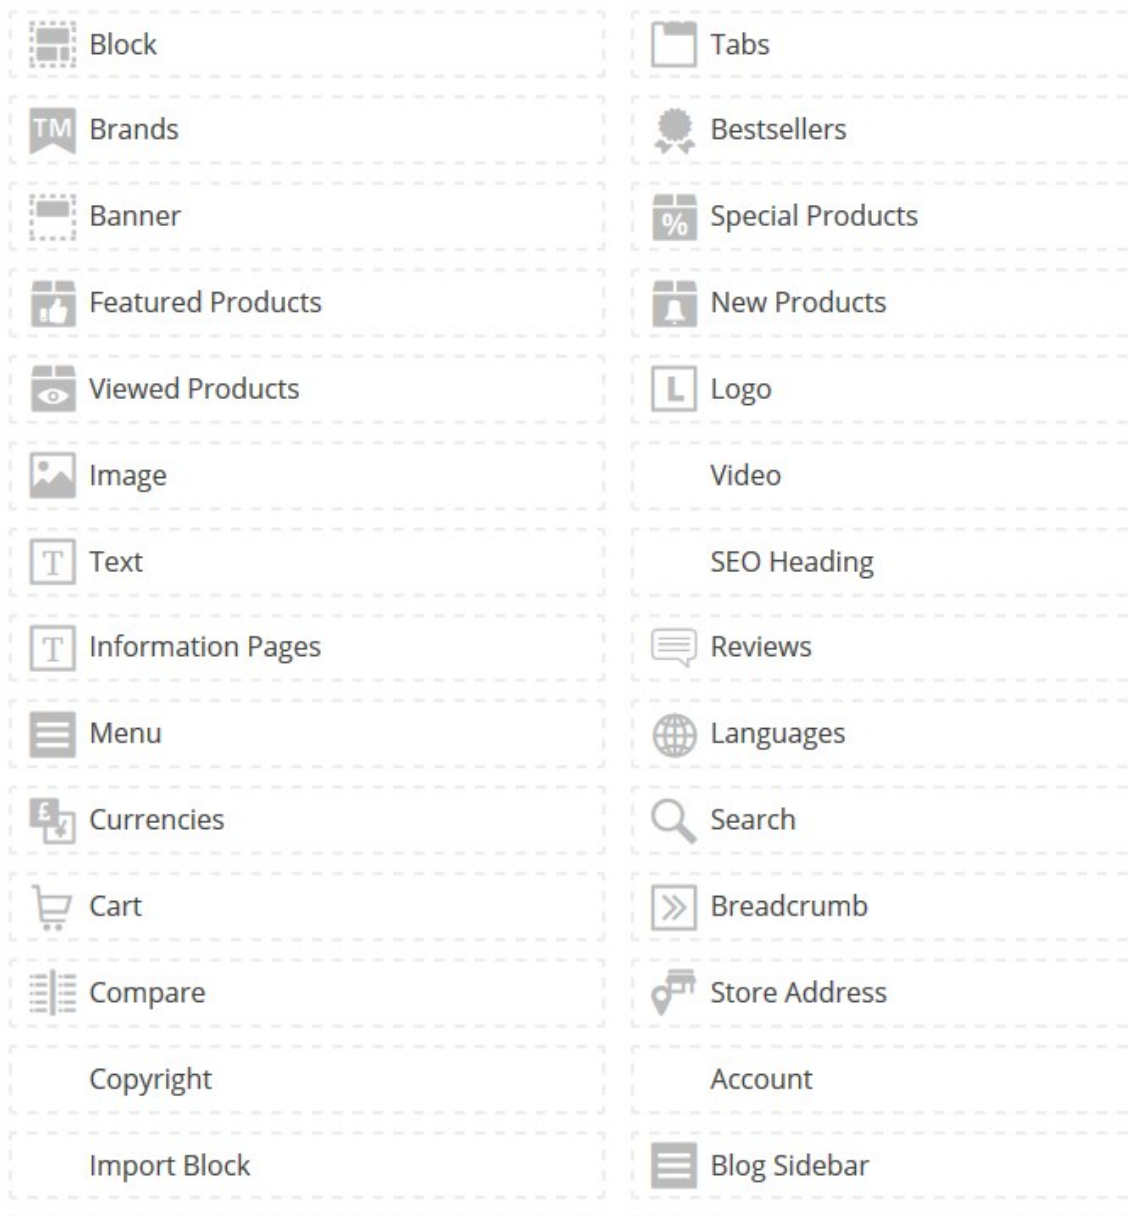 Block
Tabs
TM
Brands
Bestsellers
Banner
%
Special Products
Featured Products
New Products
Viewed Products
L
Logo
Image
Video
T
Text
SEO Heading
T
Information Pages
Reviews
Menu
Languages
£
¥
Currencies
Search
Cart
Breadcrumb
Compare
Store Address
Copyright
Account
Import Block
Blog Sidebar